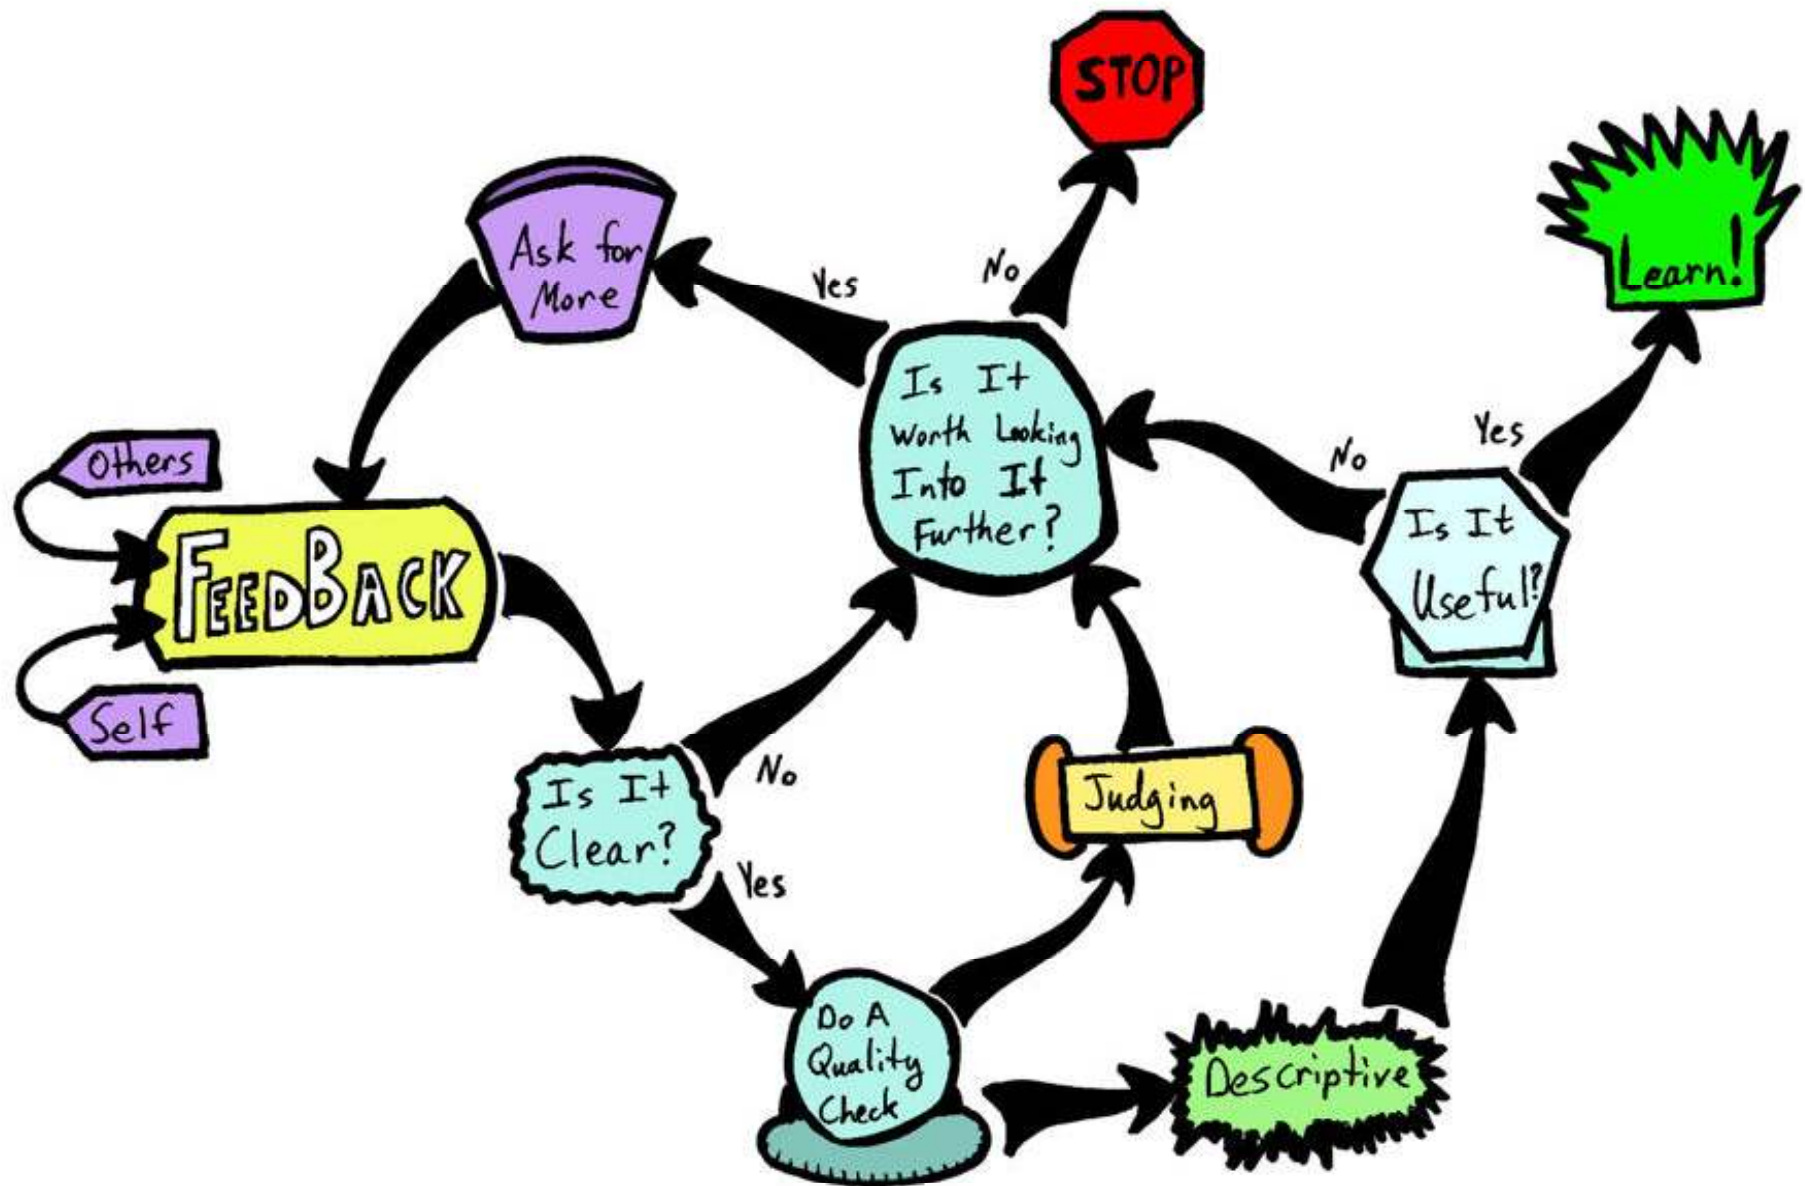 STOP
Learn!
Ask for
More
Yes
No
Is It
Worth Looking
Into It
Further?
No
Yes
Is It
Useful?
Others
FEEDBACK
Self
Is It
Clear?
No
Yes
Judging
Do A
Quality
Check
Descriptive